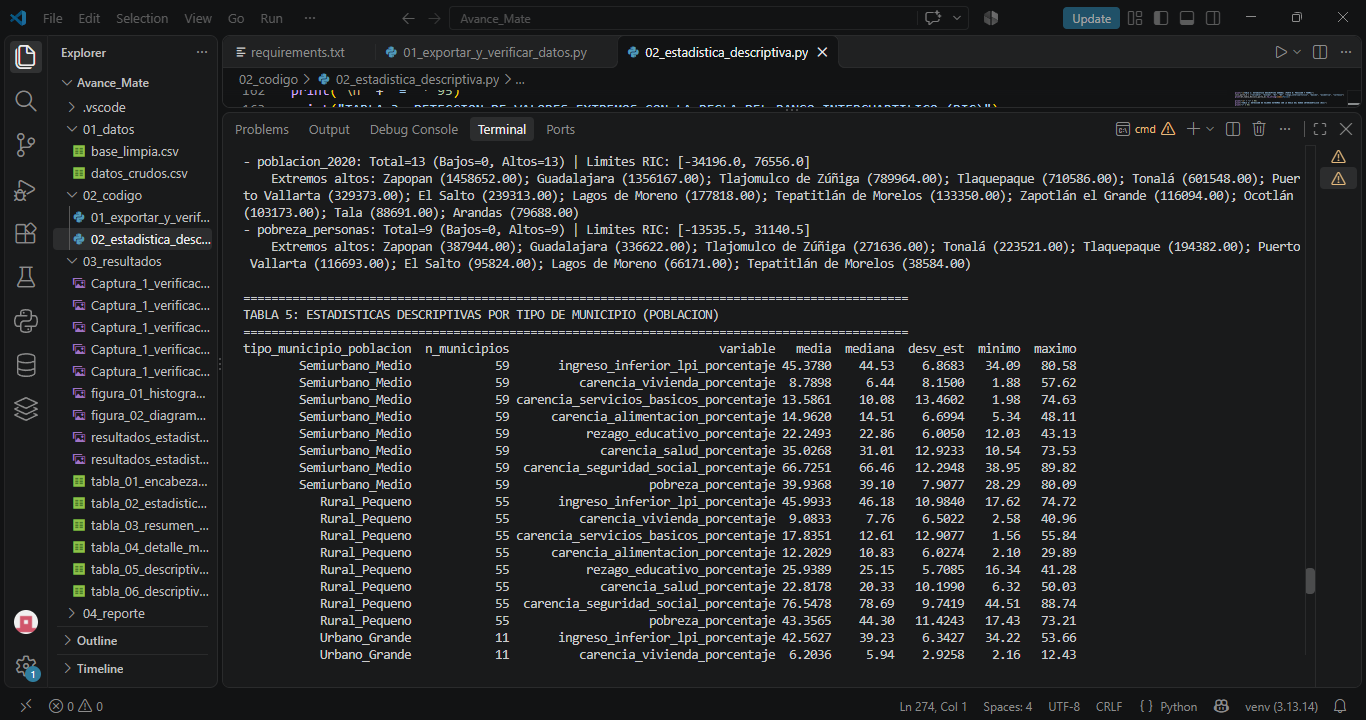 File Edit Selection View Go Run ··· Avance_Mate Update
Explorer ···
Avance_Mate
.vscode
01_datos
base_limpia.csv
datos_crudos.csv
02_codigo
01_exportar_y_verif...
02_estadistica_desc...
03_resultados
Captura_1_verificac...
Captura_1_verificac...
Captura_1_verificac...
Captura_1_verificac...
Captura_1_verificac...
figura_01_histogra...
figura_02_diagram...
resultados_estadist...
resultados_estadist...
tabla_01_encabeza...
tabla_02_estadistic...
tabla_03_resumen_...
tabla_04_detalle_m...
tabla_05_descriptiv...
tabla_06_descriptiv...
04_reporte
Outline
Timeline
requirements.txt 01_exportar_y_verificar_datos.py 02_estadistica_descriptiva.py
02_codigo > 02_estadistica_descriptiva.py > ...
Problems Output Debug Console Terminal Ports cmd
- poblacion_2020: Total=13 (Bajos=0, Altos=13) | Limites RIC: [-34196.0, 76556.0]
Extremos altos: Zapopan (1458652.00); Guadalajara (1356167.00); Tlajomulco de Zúñiga (789964.00); Tlaquepaque (710586.00); Tonalá (601548.00); Puer
to Vallarta (329373.00); El Salto (239313.00); Lagos de Moreno (177818.00); Tepatitlán de Morelos (133350.00); Zapotlán el Grande (116094.00); Ocotlán
(103173.00); Tala (88691.00); Arandas (79688.00)
- pobreza_personas: Total=9 (Bajos=0, Altos=9) | Limites RIC: [-13535.5, 31140.5]
Extremos altos: Zapopan (387944.00); Guadalajara (336622.00); Tlajomulco de Zúñiga (271636.00); Tonalá (223521.00); Tlaquepaque (194382.00); Puerto
Vallarta (116693.00); El Salto (95824.00); Lagos de Moreno (66171.00); Tepatitlán de Morelos (38584.00)
===============================================================================================
TABLA 5: ESTADISTICAS DESCRIPTIVAS POR TIPO DE MUNICIPIO (POBLACION)
===============================================================================================
tipo_municipio_poblacion n_municipios variable media mediana desv_est minimo maximo
Semiurbano_Medio 59 ingreso_inferior_lpi_porcentaje 45.3780 44.53 6.8683 34.09 80.58
Semiurbano_Medio 59 carencia_vivienda_porcentaje 8.7898 6.44 8.1500 1.88 57.62
Semiurbano_Medio 59 carencia_servicios_basicos_porcentaje 13.5861 10.08 13.4602 1.98 74.63
Semiurbano_Medio 59 carencia_alimentacion_porcentaje 14.9620 14.51 6.6994 5.34 48.11
Semiurbano_Medio 59 rezago_educativo_porcentaje 22.2493 22.86 6.0050 12.03 43.13
Semiurbano_Medio 59 carencia_salud_porcentaje 35.0268 31.01 12.9233 10.54 73.53
Semiurbano_Medio 59 carencia_seguridad_social_porcentaje 66.7251 66.46 12.2948 38.95 89.82
Semiurbano_Medio 59 pobreza_porcentaje 39.9368 39.10 7.9077 28.29 80.09
Rural_Pequeno 55 ingreso_inferior_lpi_porcentaje 45.9933 46.18 10.9840 17.62 74.72
Rural_Pequeno 55 carencia_vivienda_porcentaje 9.0833 7.76 6.5022 2.58 40.96
Rural_Pequeno 55 carencia_servicios_basicos_porcentaje 17.8351 12.61 12.9077 1.56 55.84
Rural_Pequeno 55 carencia_alimentacion_porcentaje 12.2029 10.83 6.0274 2.10 29.89
Rural_Pequeno 55 rezago_educativo_porcentaje 25.9389 25.15 5.7085 16.34 41.28
Rural_Pequeno 55 carencia_salud_porcentaje 22.8178 20.33 10.1990 6.32 50.03
Rural_Pequeno 55 carencia_seguridad_social_porcentaje 76.5478 78.69 9.7419 44.51 88.74
Rural_Pequeno 55 pobreza_porcentaje 43.3565 44.30 11.4243 17.43 73.21
Urbano_Grande 11 ingreso_inferior_lpi_porcentaje 42.5627 39.23 6.3427 34.22 53.66
Urbano_Grande 11 carencia_vivienda_porcentaje 6.2036 5.94 2.9258 2.16 12.43
1
0 0 Ln 274, Col 1 Spaces: 4 UTF-8 CRLF { } Python venv (3.13.14)